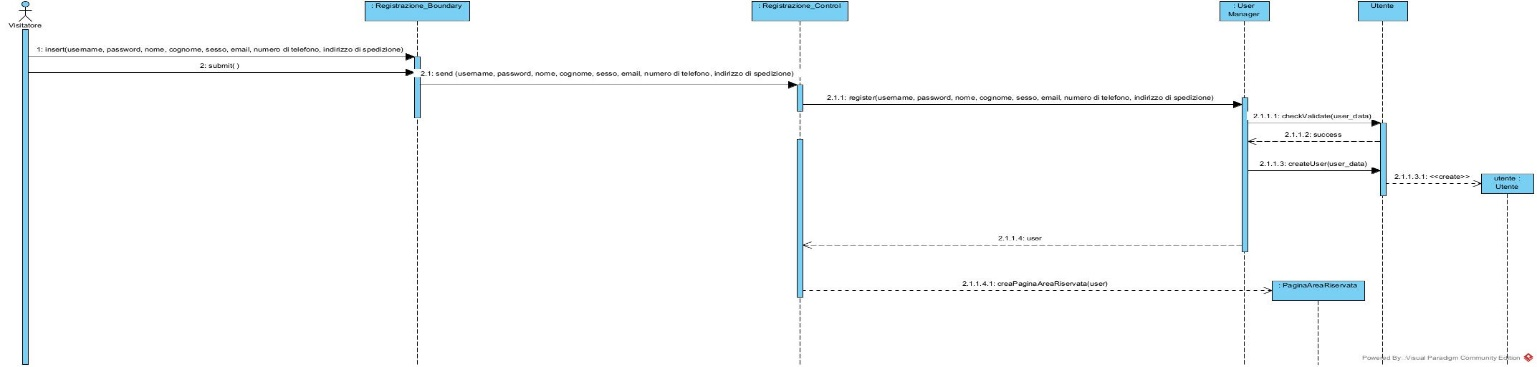 : Registrazione_Boundary
: Registrazione_Control
: User
Manager
Utente
Visitatore
1: insert(username, password, nome, cognome, sesso, email, numero di telefono, indirizzo di spedizione)
2: submit( )
2.1: send (username, password, nome, cognome, sesso, email, numero di telefono, indirizzo di spedizione)
2.1.1: register(username, password, nome, cognome, sesso, email, numero di telefono, indirizzo di spedizione)
2.1.1.1: checkValidate(user_data)
2.1.1.2: success
2.1.1.3: createUser(user_data)
2.1.1.3.1: <<create>>
utente :
Utente
2.1.1.4: user
2.1.1.4.1: creaPaginaAreaRiservata(user)
: PaginaAreaRiservata
Powered By: Visual Paradigm Community Edition